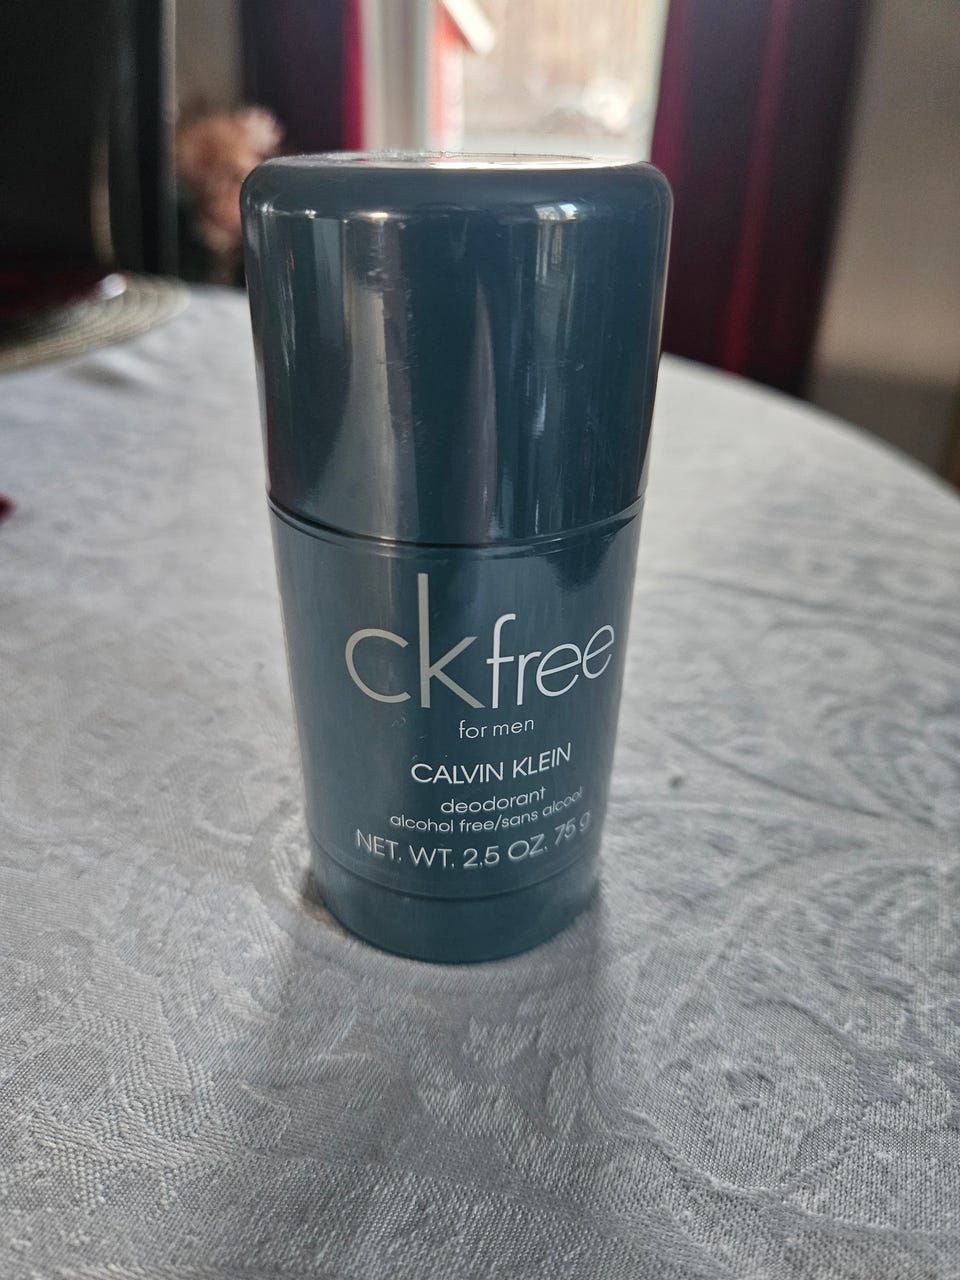 ckfree
for men
CALVIN KLEIN
deodorant
alcohol free/sans alcool
NET. WT. 2.5 OZ. 75 g